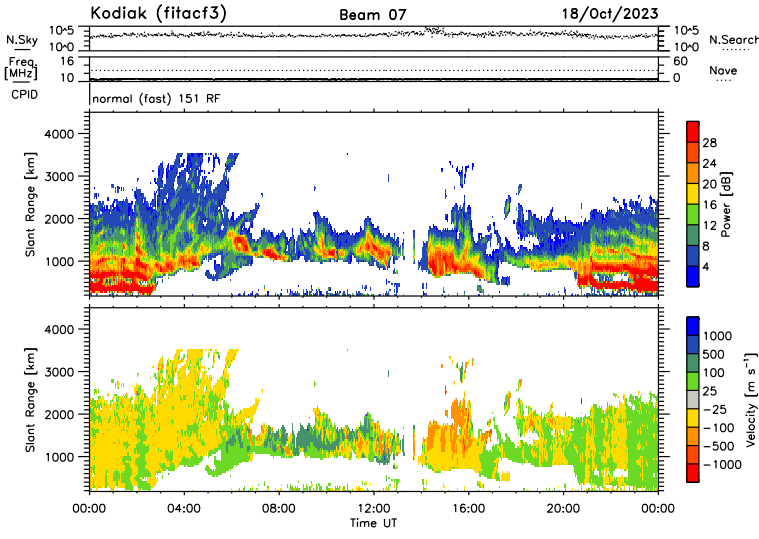 Kodiak (fitacf3) Beam 07 18/Oct/2023
N.Sky 10^5 10^0 10^5 10^0 N.Search
Freq. [MHz] 16 10 60 0 Nave
CPID normal (fast) 151 RF
Slant Range [km] 4000 3000 2000 1000
Power [dB] 28 24 20 16 12 8 4
Slant Range [km] 4000 3000 2000 1000
Velocity [m s⁻¹] 1000 500 100 25 −25 −100 −500 −1000
00:00 04:00 08:00 12:00 16:00 20:00 00:00
Time UT